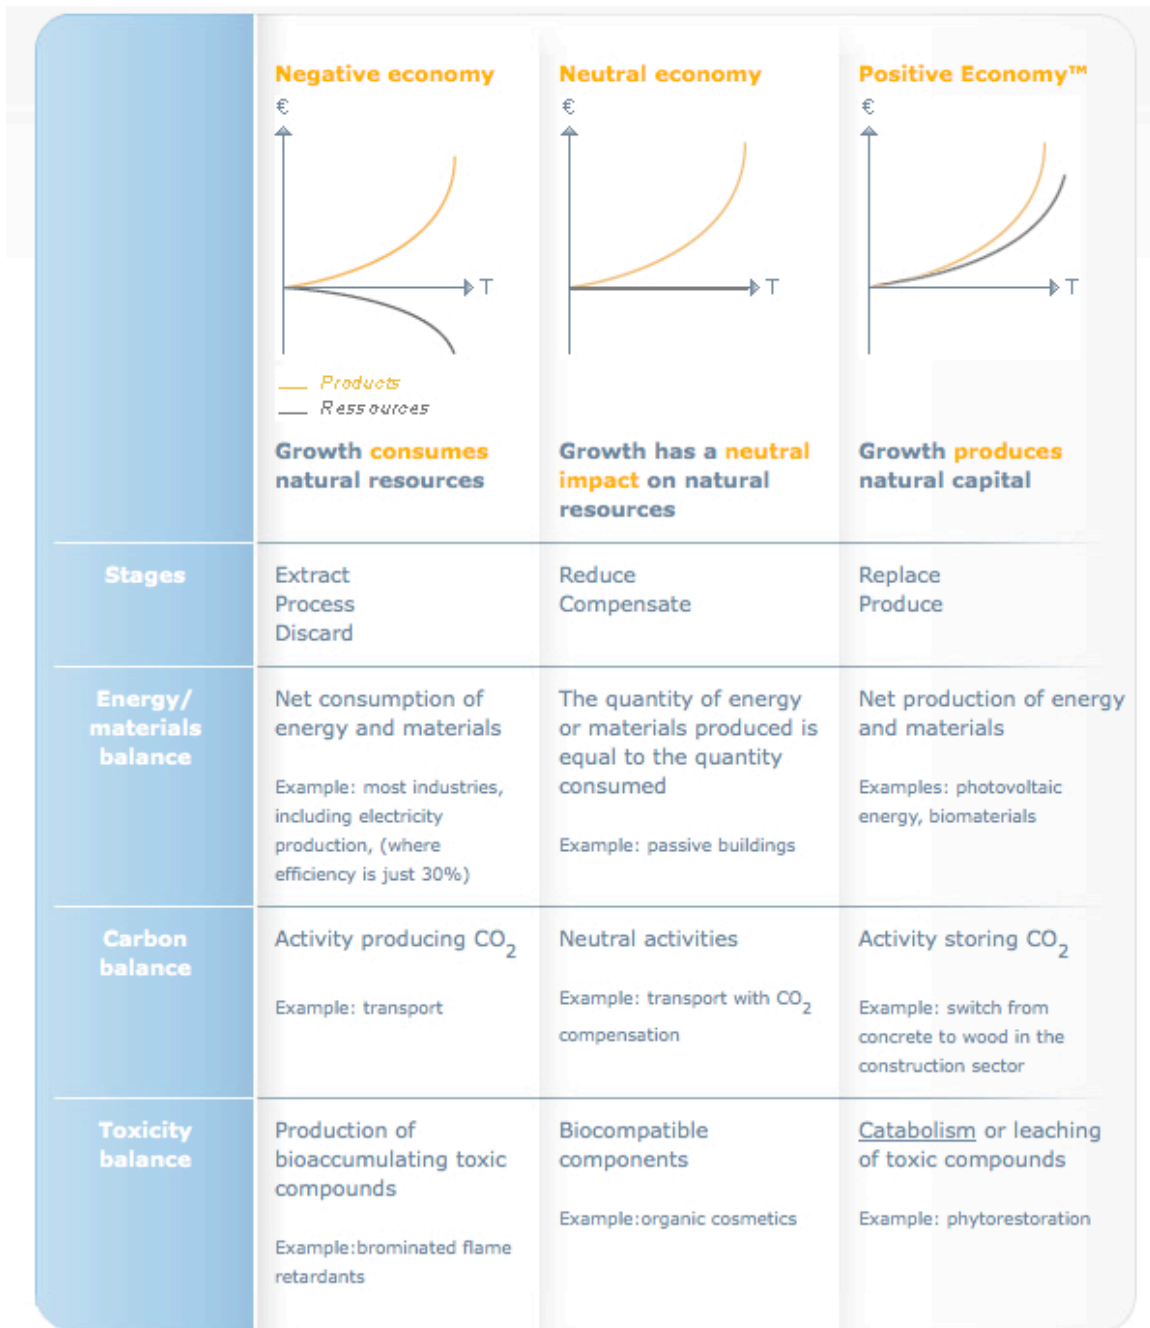 Negative economy
€
T
Products
Ressources
Growth consumes
natural resources
Neutral economy
€
T
Growth has a neutral
impact on natural
resources
Positive Economy™
€
T
Growth produces
natural capital
Stages
Extract
Process
Discard
Reduce
Compensate
Replace
Produce
Energy/
materials
balance
Net consumption of
energy and materials
Example: most industries,
including electricity
production, (where
efficiency is just 30%)
The quantity of energy
or materials produced is
equal to the quantity
consumed
Example: passive buildings
Net production of energy
and materials
Examples: photovoltaic
energy, biomaterials
Carbon
balance
Activity producing CO₂
Example: transport
Neutral activities
Example: transport with CO₂
compensation
Activity storing CO₂
Example: switch from
concrete to wood in the
construction sector
Toxicity
balance
Production of
bioaccumulating toxic
compounds
Example:brominated flame
retardants
Biocompatible
components
Example:organic cosmetics
Catabolism or leaching
of toxic compounds
Example: phytorestoration